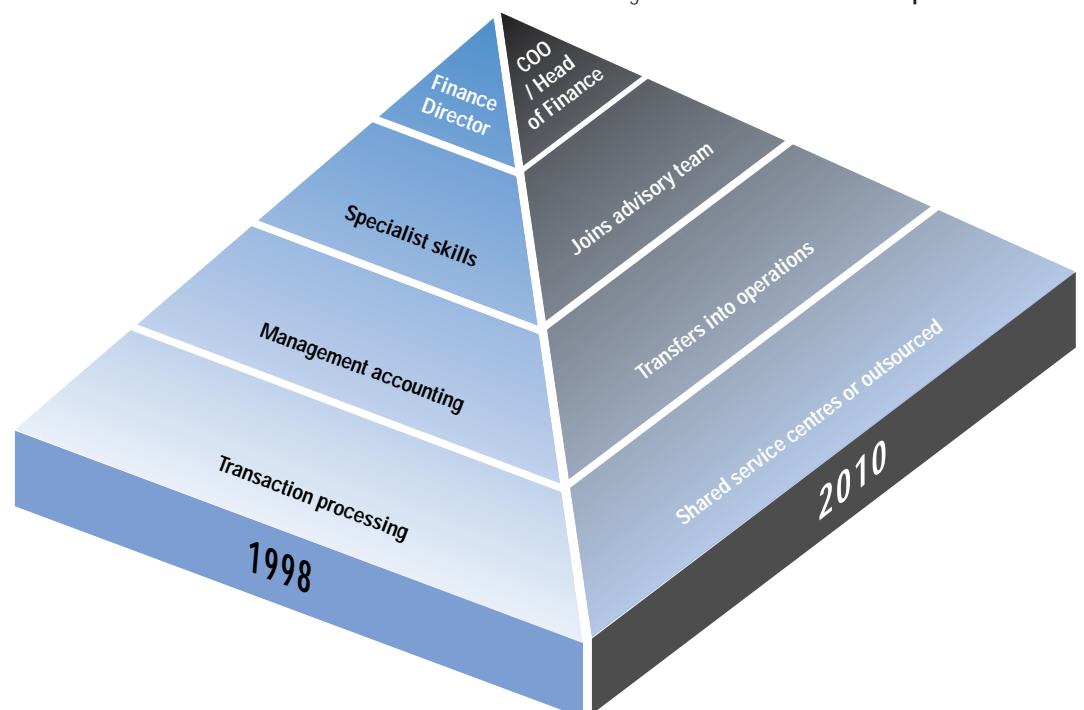 Finance
Director
COO
/ Head
of Finance
Specialist skills
Joins advisory team
Management accounting
Transfers into operations
Transaction processing
Shared service centres or outsourced
1998
2010